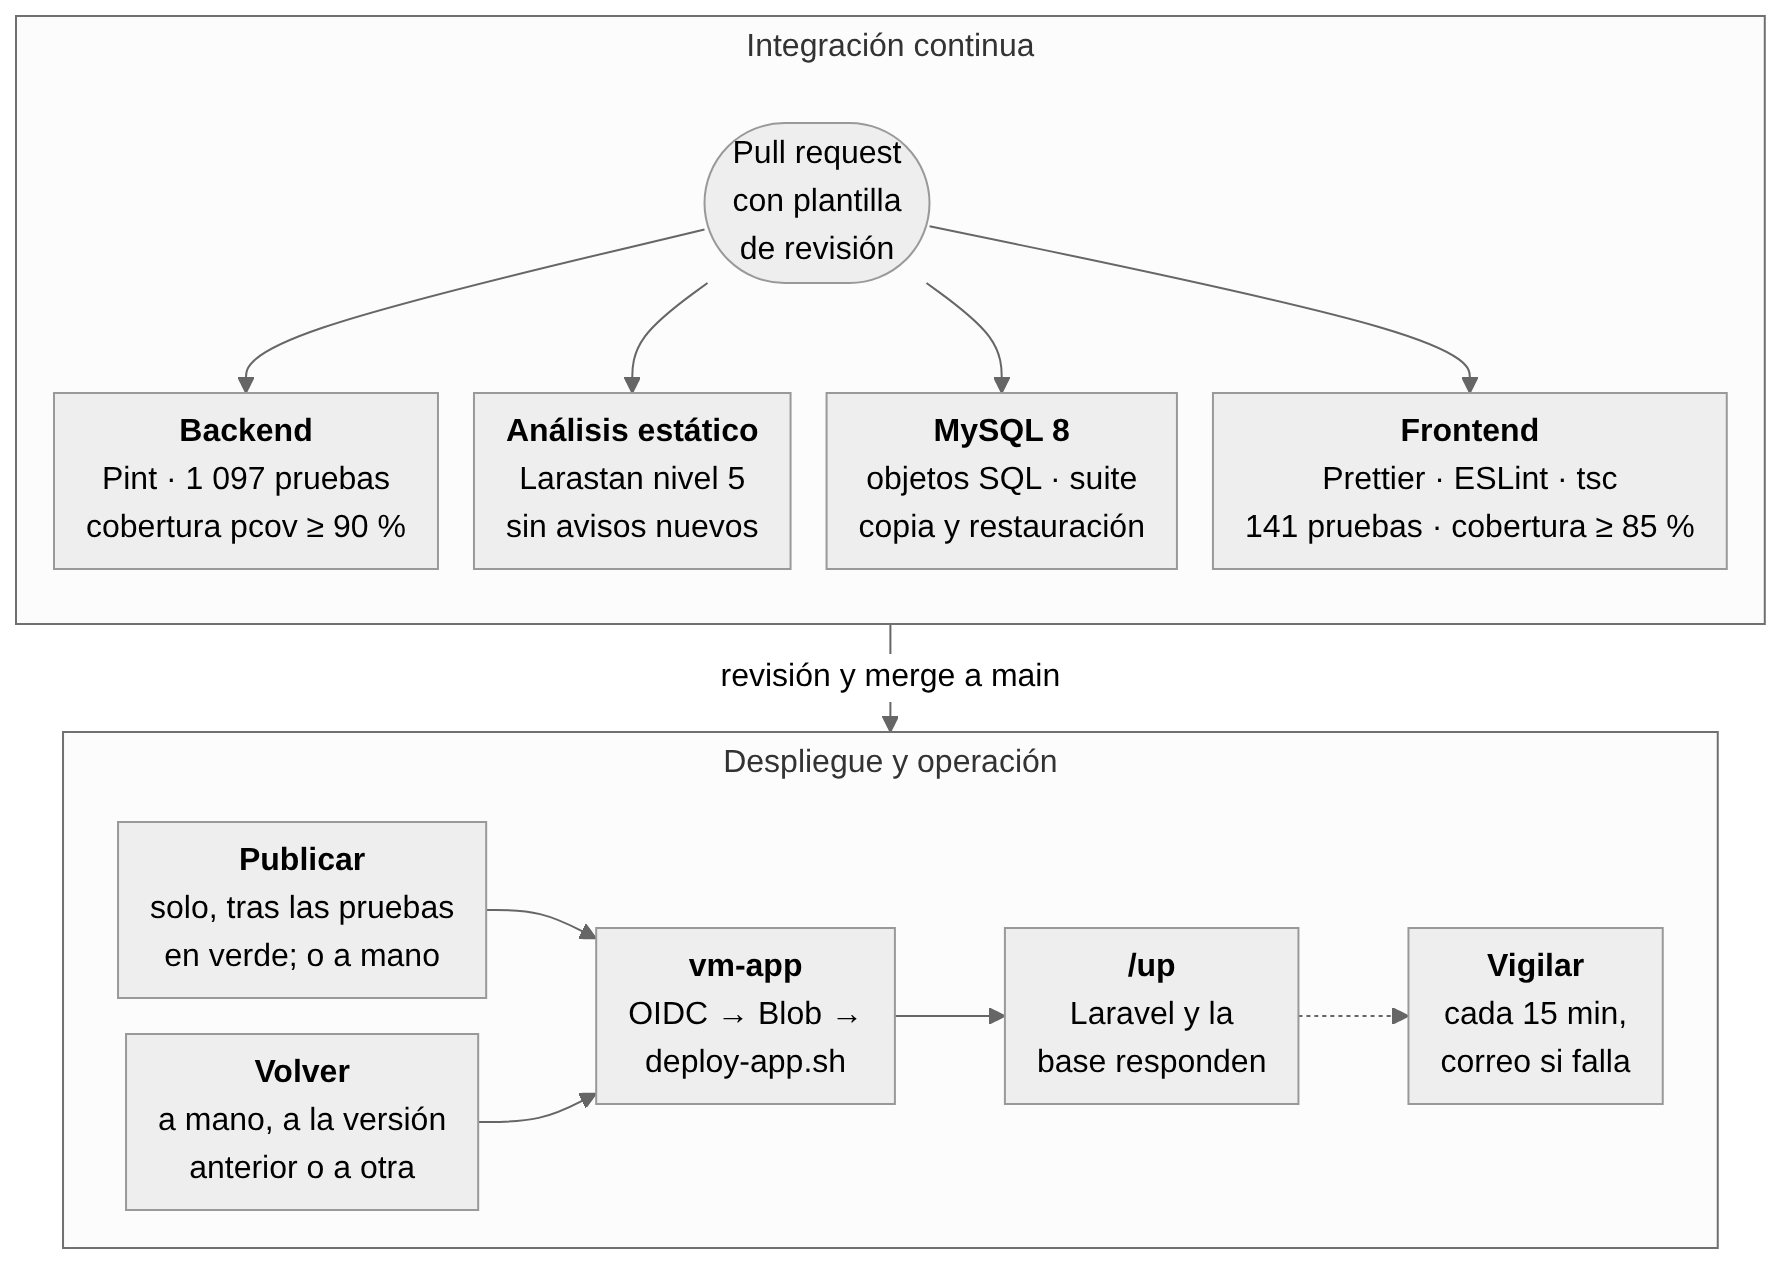 Integración continua
Pull request
con plantilla
de revisión
Backend
Pint · 1 097 pruebas
cobertura pcov ≥ 90 %
Análisis estático
Larastan nivel 5
sin avisos nuevos
MySQL 8
objetos SQL · suite
copia y restauración
Frontend
Prettier · ESLint · tsc
141 pruebas · cobertura ≥ 85 %
revisión y merge a main
Despliegue y operación
Publicar
solo, tras las pruebas
en verde; o a mano
Volver
a mano, a la versión
anterior o a otra
vm-app
OIDC → Blob →
deploy-app.sh
/up
Laravel y la
base responden
Vigilar
cada 15 min,
correo si falla